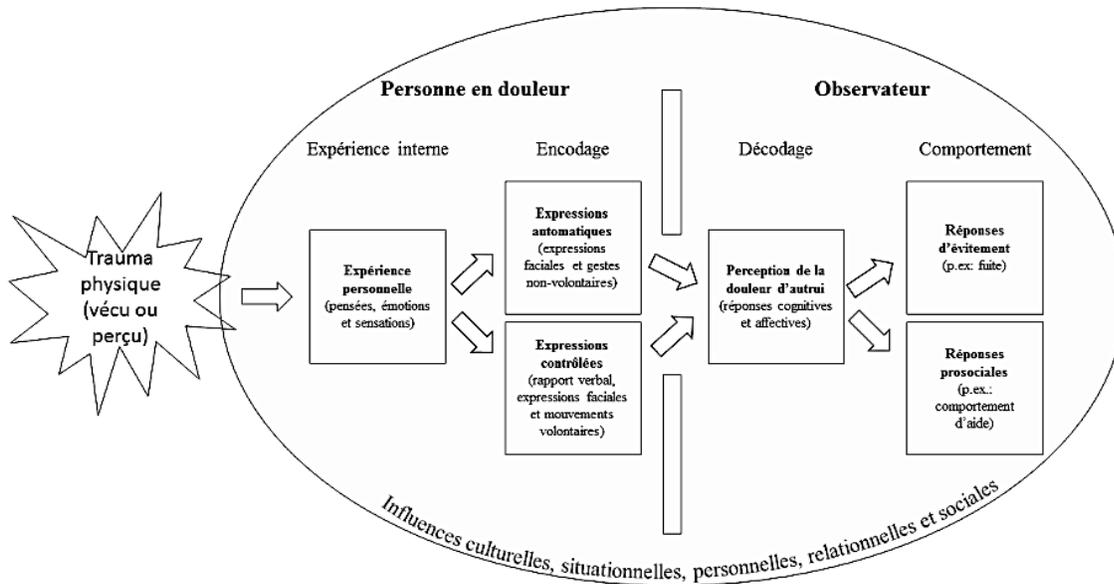 Personne en douleur
Observateur
Expérience interne
Encodage
Décodage
Comportement
Trauma
physique
(vécu ou
perçu)
Expérience
personnelle
(pensées, émotions
et sensations)
Expressions
automatiques
(expressions
faciales et gestes
non-volontaires)
Expressions
contrôlées
(rapport verbal,
expressions faciales
et mouvements
volontaires)
Perception de la
douleur d'autrui
(réponses cognitives
et affectives)
Réponses
d'évitement
(p.ex: fuite)
Réponses
prosociales
(p.ex.:
comportement
d'aide)
Influences culturelles, situationnelles, personnelles, relationnelles et sociales